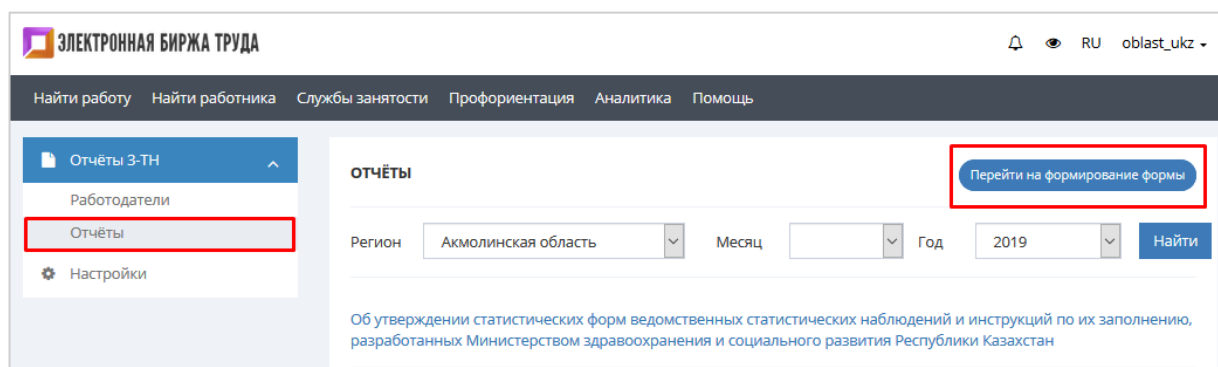 ЭЛЕКТРОННАЯ БИРЖА ТРУДА
RU oblast_ukz
Найти работу Найти работника Службы занятости Профориентация Аналитика Помощь
Отчёты 3-ТН
Работодатели
Отчёты
Настройки
ОТЧЁТЫ
Перейти на формирование формы
Регион Акмолинская область Месяц Год 2019 Найти
Об утверждении статистических форм ведомственных статистических наблюдений и инструкций по их заполнению,
разработанных Министерством здравоохранения и социального развития Республики Казахстан